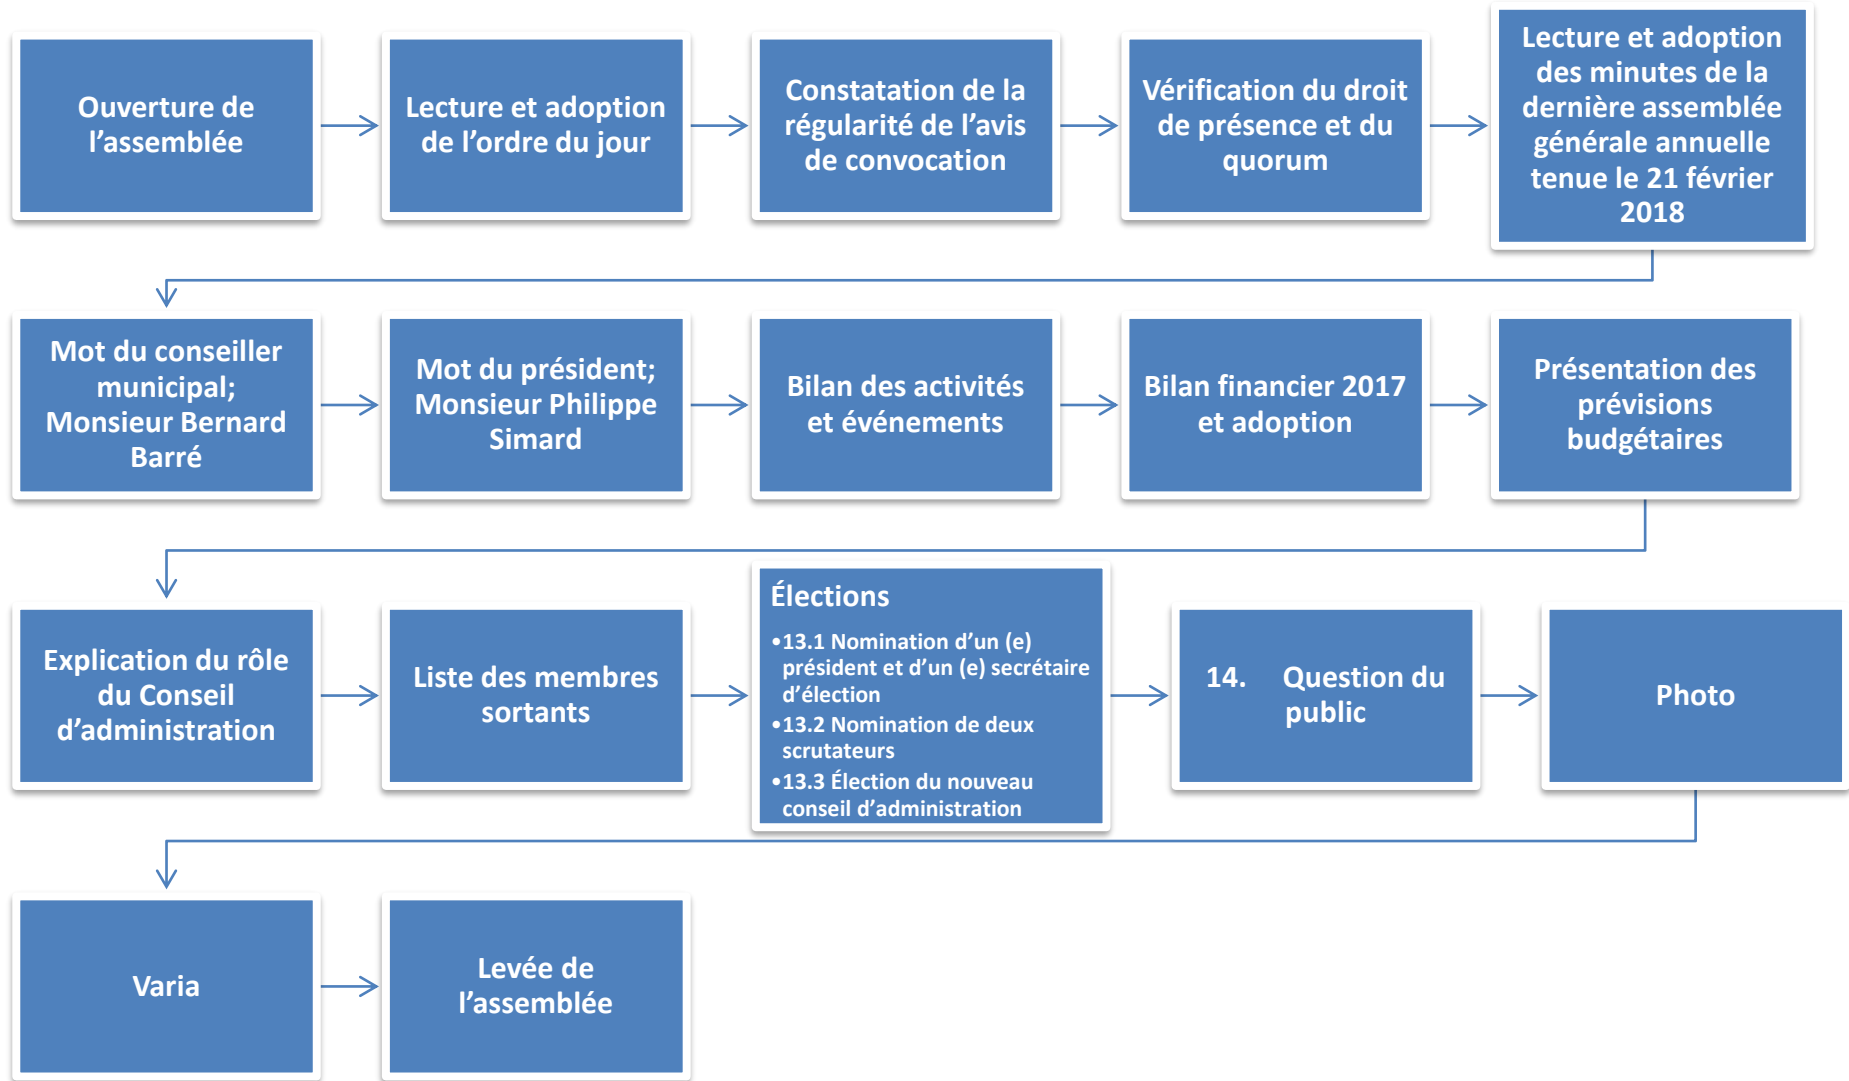 Ouverture de
l’assemblée
Lecture et adoption
de l’ordre du jour
Constatation de la
régularité de l’avis
de convocation
Vérification du droit
de présence et du
quorum
Lecture et adoption
des minutes de la
dernière assemblée
générale annuelle
tenue le 21 février
2018
Mot du conseiller
municipal;
Monsieur Bernard
Barré
Mot du président;
Monsieur Philippe
Simard
Bilan des activités
et événements
Bilan financier 2017
et adoption
Présentation des
prévisions
budgétaires
Explication du rôle
du Conseil
d’administration
Liste des membres
sortants
Élections
•13.1 Nomination d’un (e)
président et d’un (e) secrétaire
d’élection
•13.2 Nomination de deux
scrutateurs
•13.3 Élection du nouveau
conseil d’administration
14. Question du
public
Photo
Varia
Levée de
l’assemblée